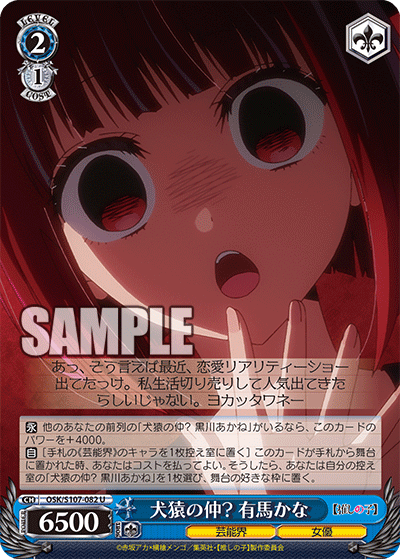 LEVEL
2
1
COST
SAMPLE
あっ、そう言えば最近、恋愛リアリティーショー
出てたっけ。私生活切り売りして人気出てきた
らしいじゃない。ヨカッタワネー
永 他のあなたの前列の「犬猿の仲? 黒川あかね」がいるなら、このカード
のパワーを+4000。
自 [手札の《芸能界》のキャラを1枚控え室に置く] このカードが手札から舞
台に置かれた時、あなたはコストを払ってよい。そうしたら、あなたは自分の控え
室の「犬猿の仲? 黒川あかね」を1枚選び、舞台の好きな枠に置く。
OSK/S107-082 U
POWER
6500
犬猿の仲? 有馬かな
【推しの子】
芸能界
女優
©赤坂アカ×横槍メンゴ/集英社・【推しの子】製作委員会